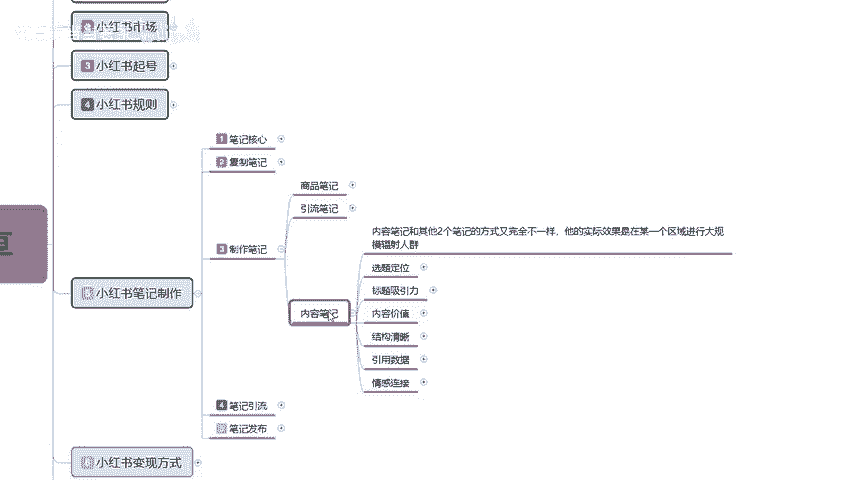 小红书市场
3 小红书起号
4 小红书规则
1 笔记核心
2 复制笔记
商品笔记
引流笔记
内容笔记和其他2个笔记的方式又完全不一样，他的实际效果是在某一个区域进行大规
模辐射人群
3 制作笔记
选题定位
标题吸引力
小红书笔记制作
内容笔记
内容价值
结构清晰
引用数据
情感连接
4 笔记引流
笔记发布
小红书变现方式